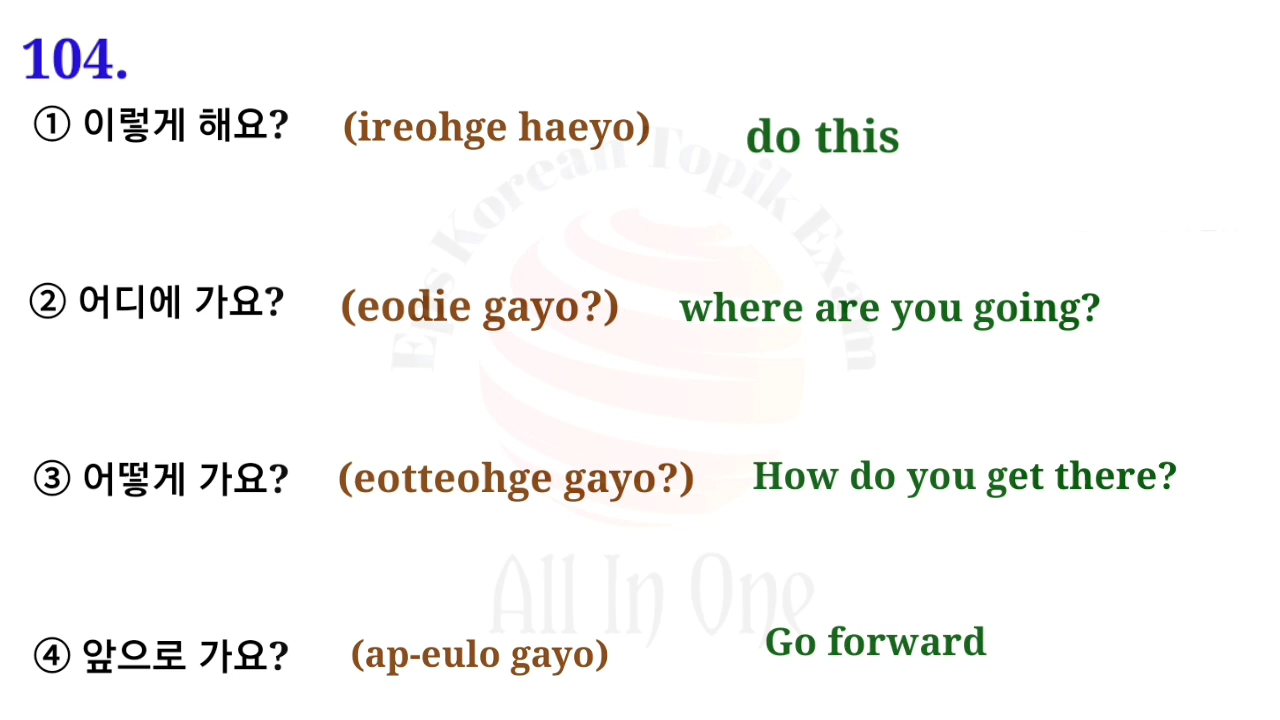 104.
① 이렇게 해요? (ireohge haeyo) do this
② 어디에 가요? (eodie gayo?) where are you going?
③ 어떻게 가요? (eotteohge gayo?) How do you get there?
④ 앞으로 가요? (ap-eulo gayo) Go forward
Eps Korean Topik Exam
All In One